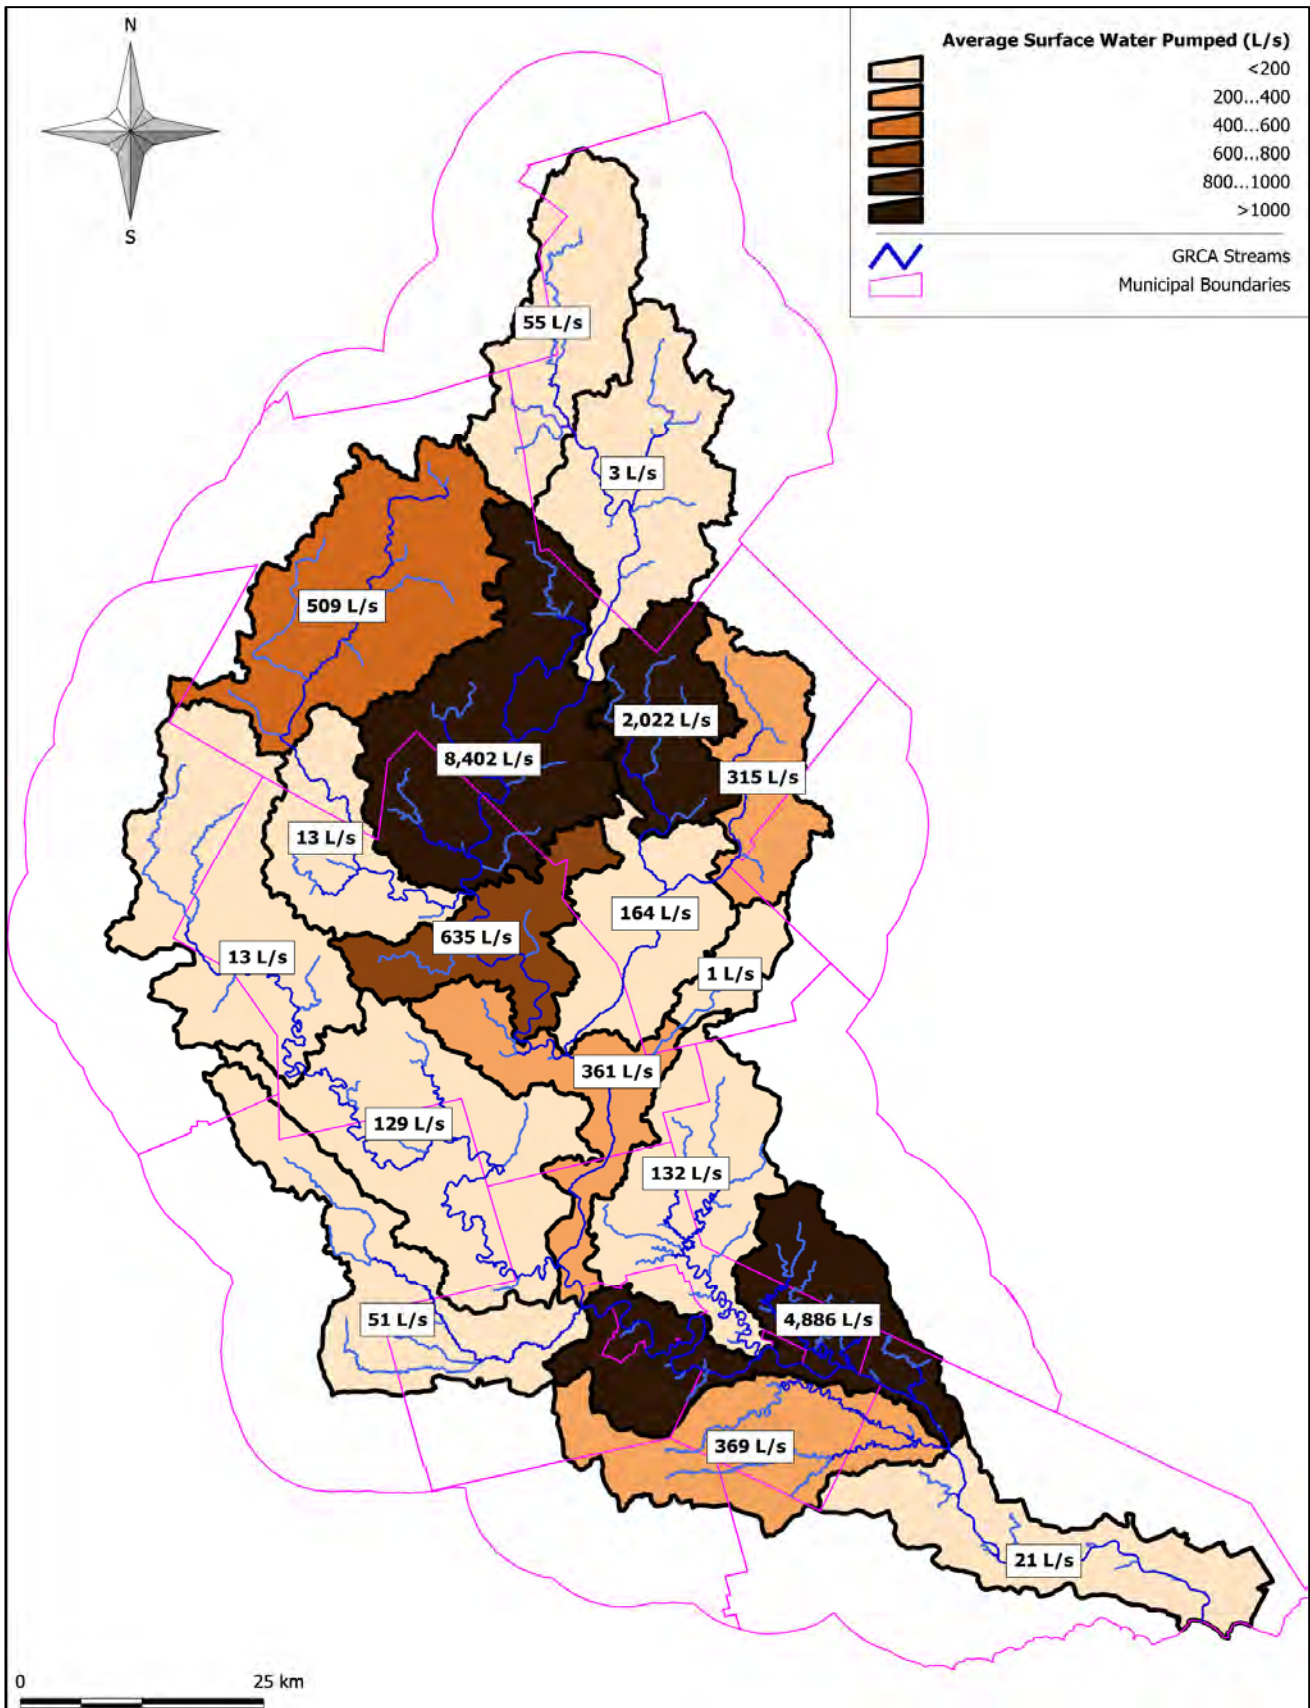 N
S
Average Surface Water Pumped (L/s)
<200
200...400
400...600
600...800
800...1000
>1000
GRCA Streams
Municipal Boundaries
55 L/s
3 L/s
509 L/s
2,022 L/s
8,402 L/s
315 L/s
13 L/s
164 L/s
635 L/s
13 L/s
1 L/s
361 L/s
129 L/s
132 L/s
51 L/s
4,886 L/s
369 L/s
21 L/s
0 25 km